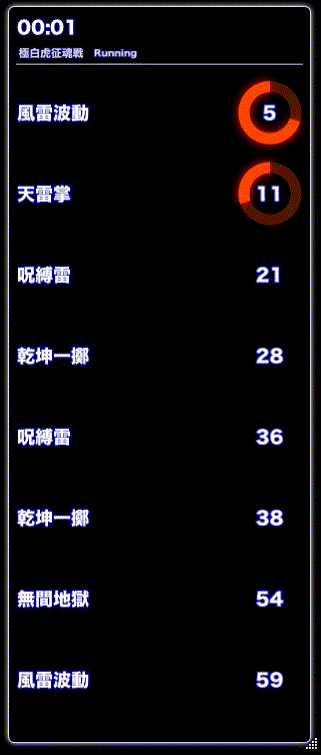 00:01
極白虎征魂戦 Running
風雷波動 5
天雷掌 11
呪縛雷 21
乾坤一擲 28
呪縛雷 36
乾坤一擲 38
無間地獄 54
風雷波動 59